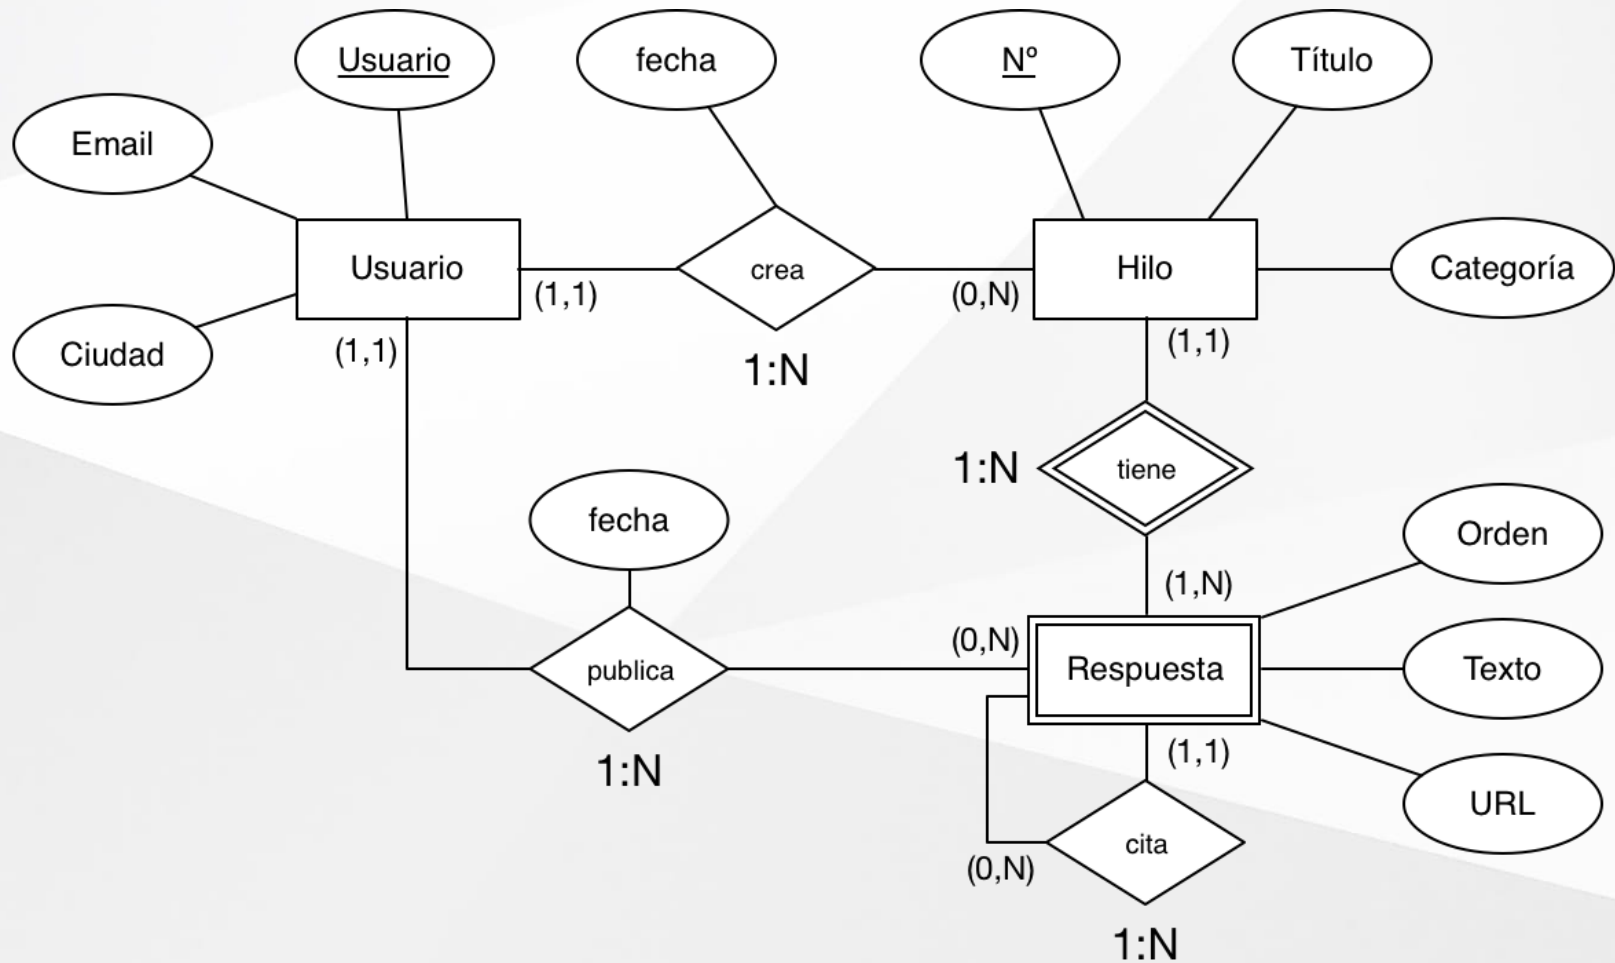 Usuario
fecha
Nº
Título
Email
Usuario
crea
Hilo
Categoría
(1,1)
(0,N)
(1,1)
(1,1)
Ciudad
1:N
1:N
tiene
fecha
Orden
(1,N)
(0,N)
publica
Respuesta
Texto
1:N
(1,1)
URL
cita
(0,N)
1:N